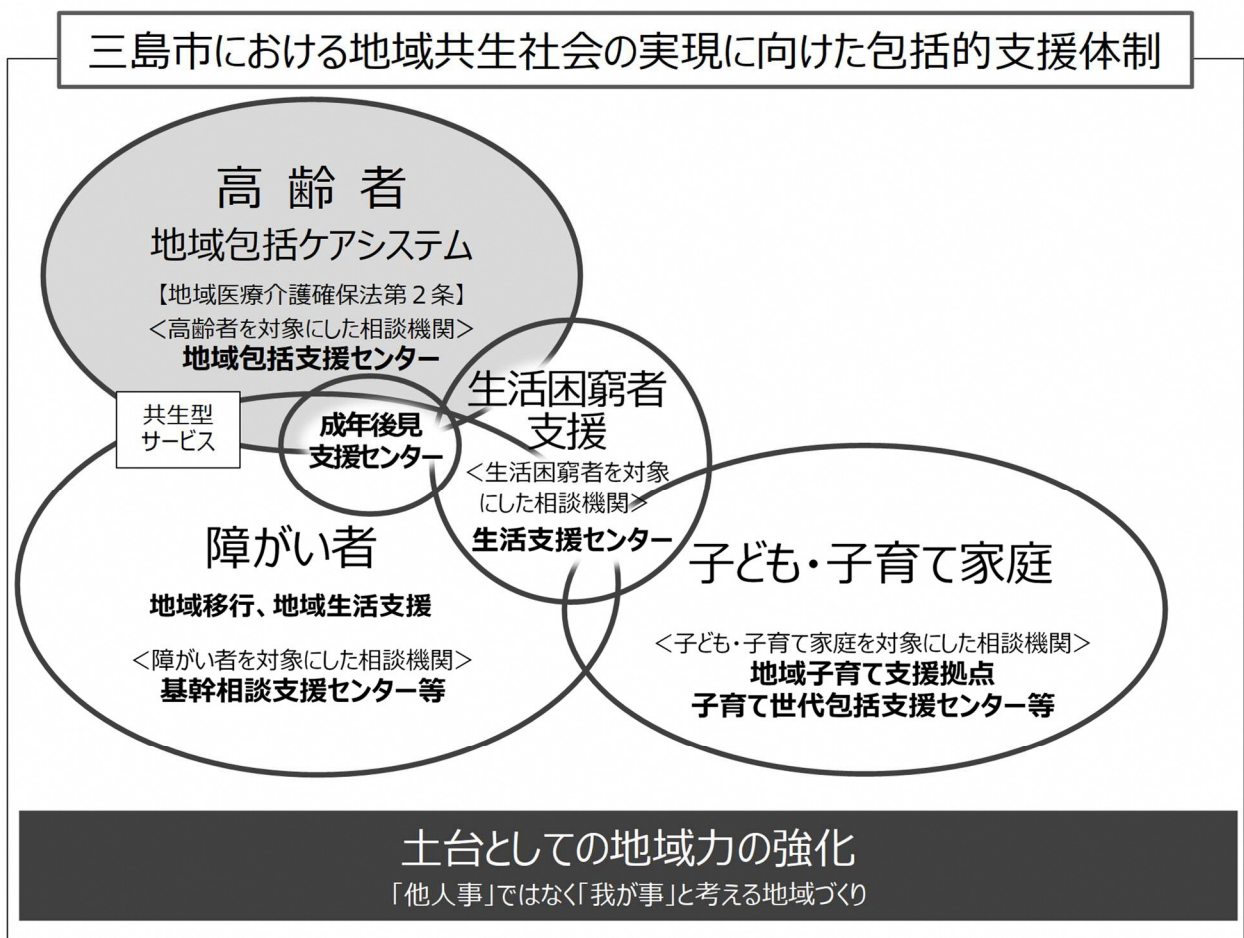 三島市における地域共生社会の実現に向けた包括的支援体制
高 齢 者
地域包括ケアシステム
【地域医療介護確保法第２条】
＜高齢者を対象にした相談機関＞
地域包括支援センター
共生型
サービス
成年後見
支援センター
生活困窮者
支援
＜生活困窮者を対象
にした相談機関＞
生活支援センター
障がい者
地域移行、地域生活支援
＜障がい者を対象にした相談機関＞
基幹相談支援センター等
子ども・子育て家庭
＜子ども・子育て家庭を対象にした相談機関＞
地域子育て支援拠点
子育て世代包括支援センター等
土台としての地域力の強化
「他人事」ではなく「我が事」と考える地域づくり